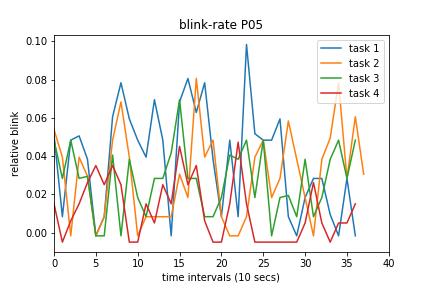 blink-rate P05
0.10
0.08
0.06
0.04
0.02
0.00
relative blink
task 1
task 2
task 3
task 4
0 5 10 15 20 25 30 35 40
time intervals (10 secs)